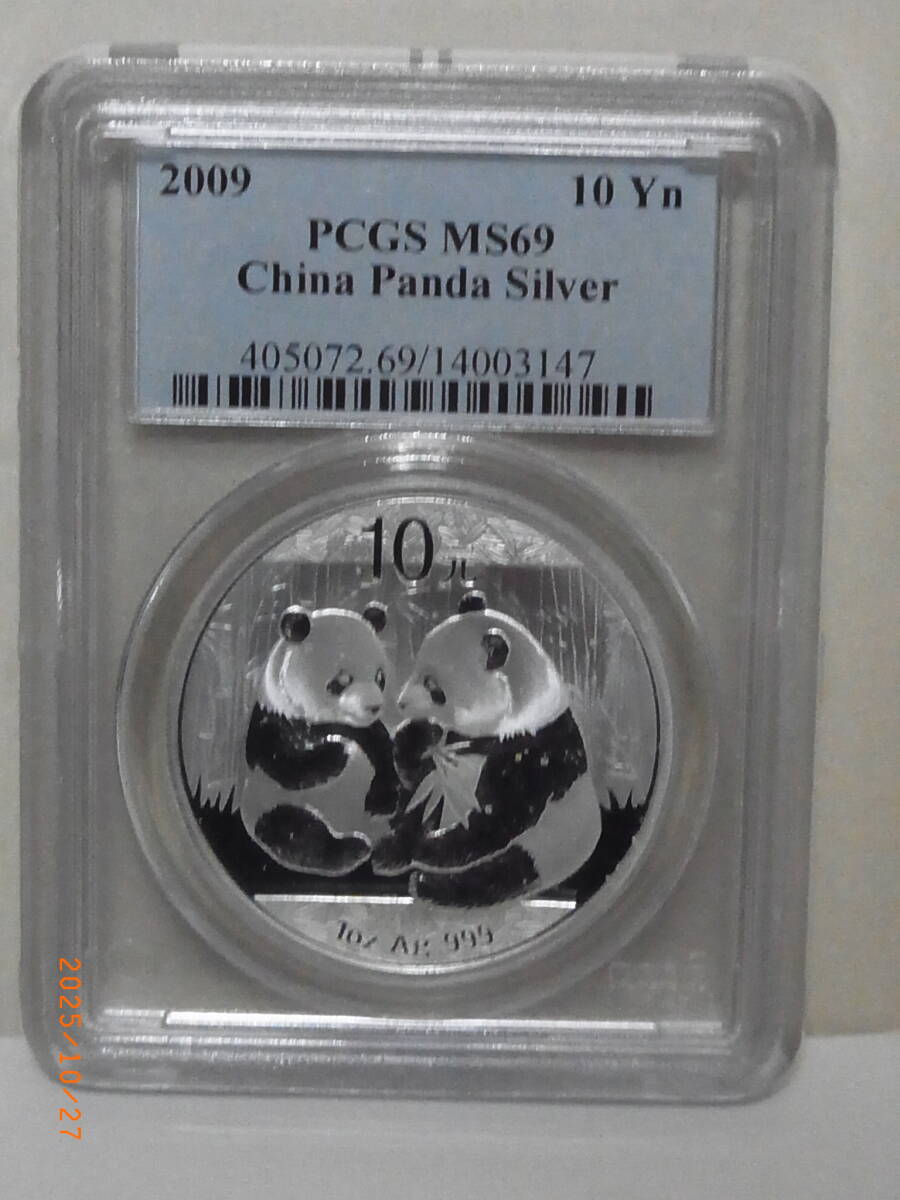 2009 10 Yn
PCGS MS69
China Panda Silver
405072.69/14003147
10元
1oz Ag .999
2025/10/27